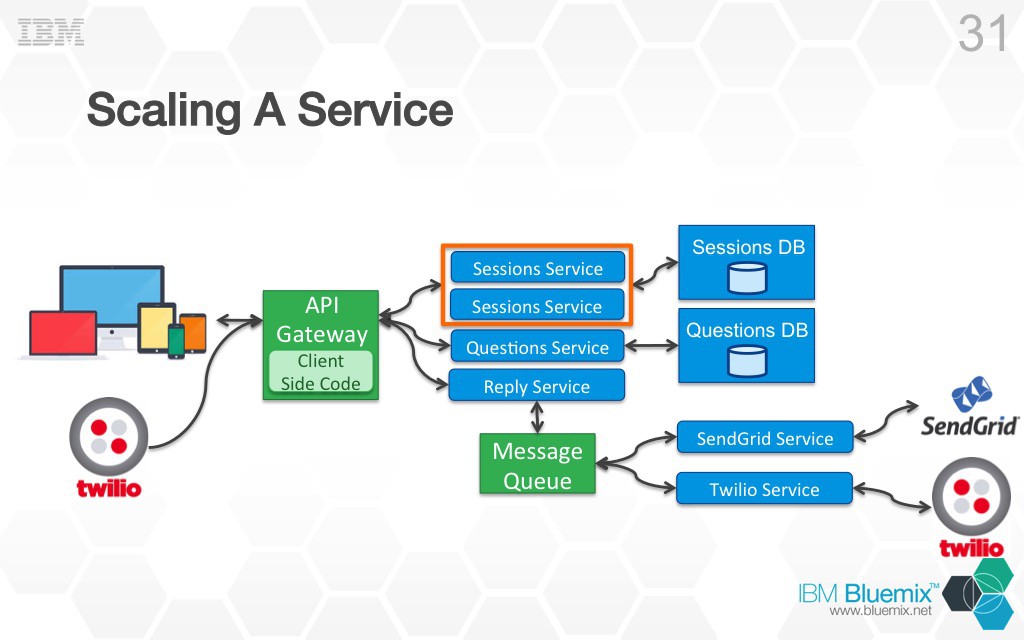 IBM
31
Scaling A Service
Sessions DB
Sessions Service
Sessions Service
API
Gateway
Client
Side Code
Questions DB
Questions Service
Reply Service
SendGrid
Message
Queue
SendGrid Service
Twilio Service
twilio
twilio
IBM Bluemix™
www.bluemix.net